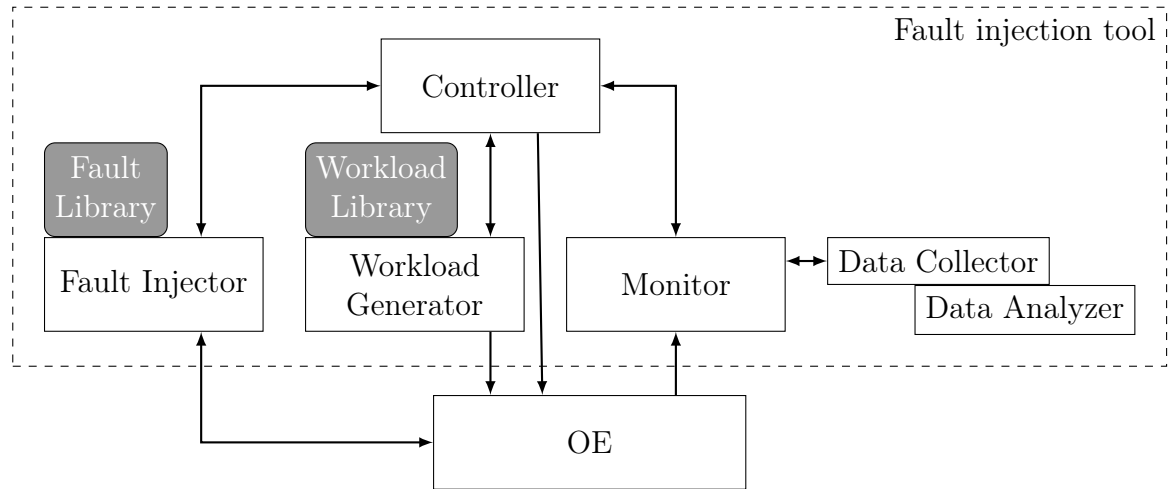 Fault injection tool
Controller
Fault
Library
Workload
Library
Fault Injector
Workload
Generator
Monitor
Data Collector
Data Analyzer
OE